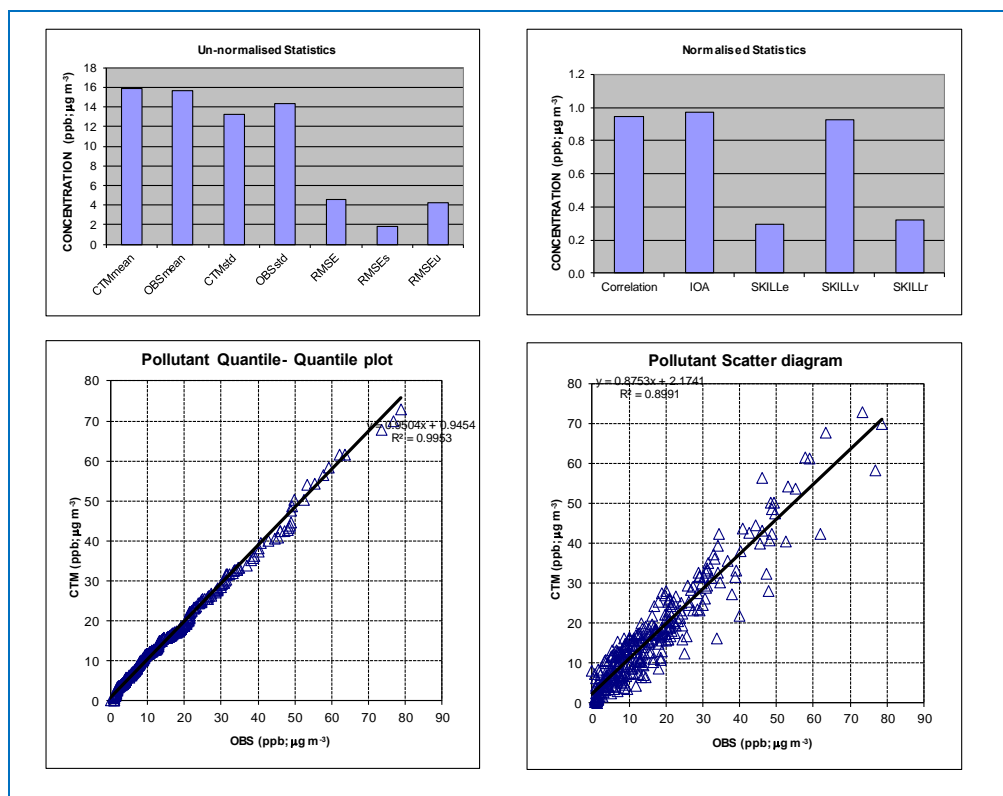 Un-normalised Statistics
CONCENTRATION (ppb; µg m-3)
18
16
14
12
10
8
6
4
2
0
CTMmean
OBSmean
CTMstd
OBSstd
RMSE
RMSEs
RMSEu
Normalised Statistics
CONCENTRATION (ppb; µg m-3)
1.2
1.0
0.8
0.6
0.4
0.2
0.0
Correlation IOA SKILLe SKILLv SKILLr
Pollutant Quantile- Quantile plot
CTM (ppb; µg m-3)
80
70
60
50
40
30
20
10
0
y = 0.9504x + 0.9454
R² = 0.9953
0 10 20 30 40 50 60 70 80 90
OBS (ppb; µg m-3)
Pollutant Scatter diagram
y = 0.8753x + 2.1741
R² = 0.8991
CTM (ppb; µg m-3)
80
70
60
50
40
30
20
10
0
0 10 20 30 40 50 60 70 80 90
OBS (ppb; µg m-3)